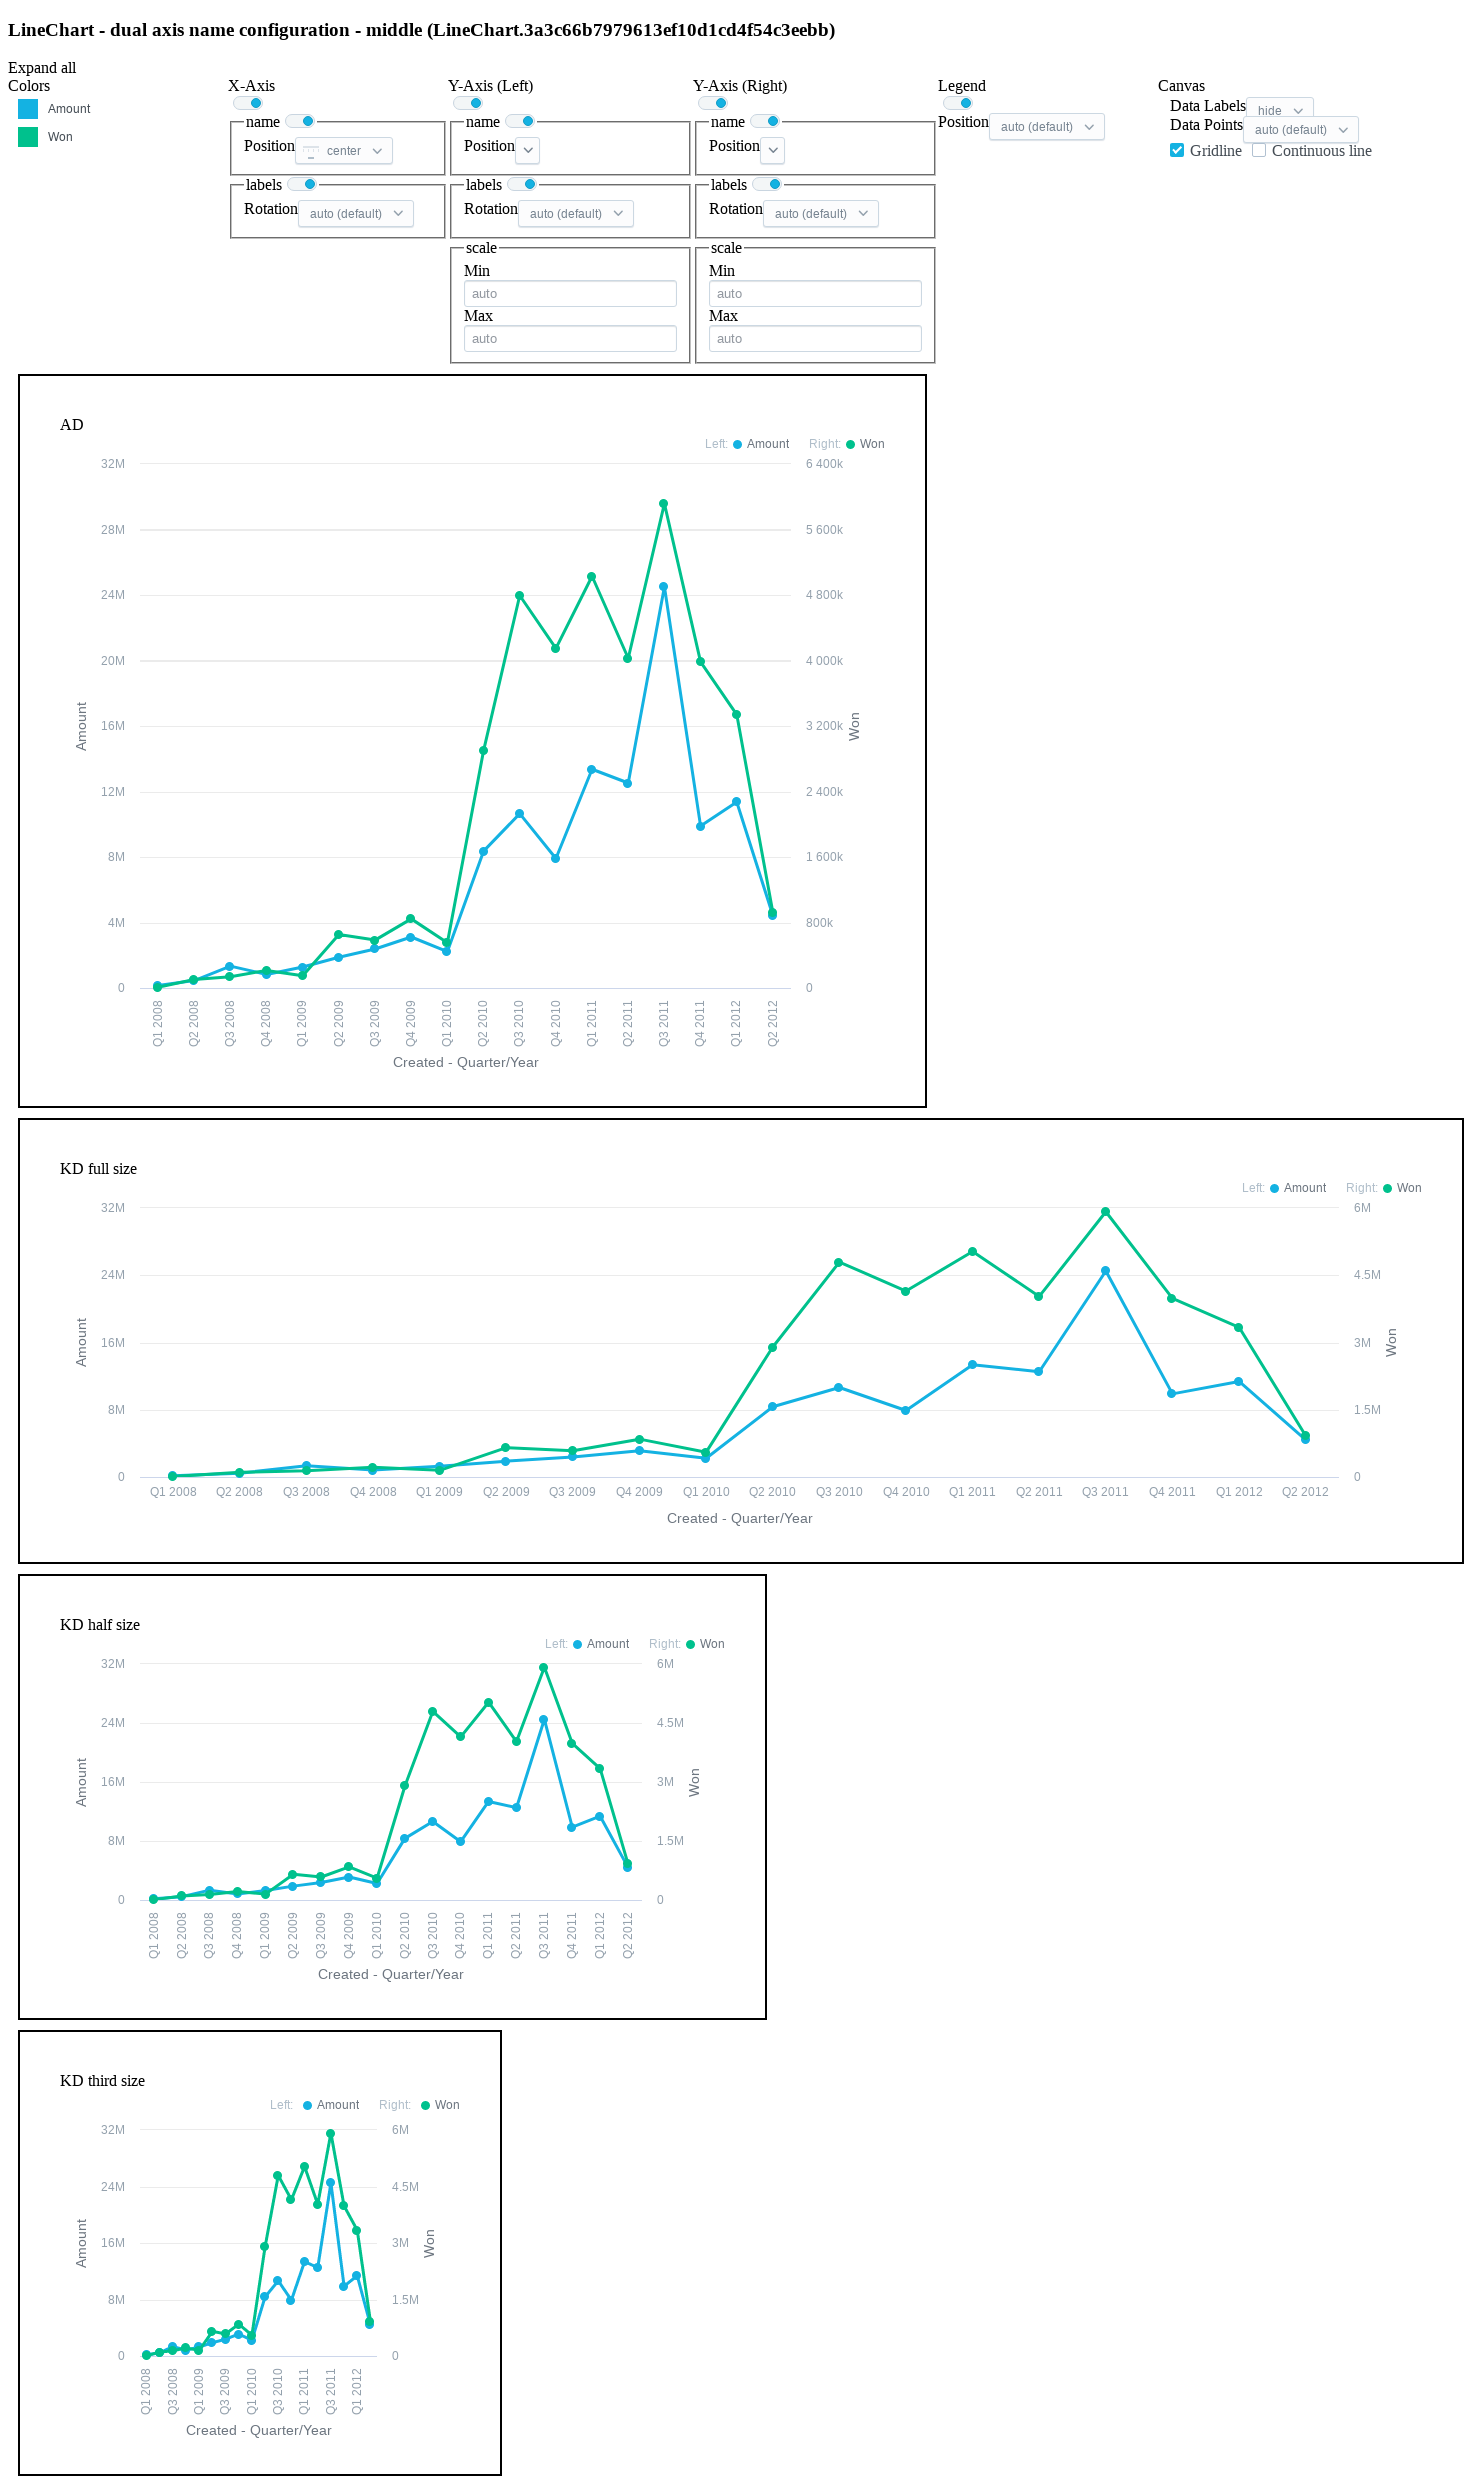 LineChart - dual axis name configuration - middle (LineChart.3a3c66b7979613ef10d1cd4f54c3eebb)
Expand all
Colors
Amount
Won
X-Axis
name
Position center
labels
Rotation auto (default)
Y-Axis (Left)
name
Position
labels
Rotation auto (default)
scale
Min
auto
Max
auto
Y-Axis (Right)
name
Position
labels
Rotation auto (default)
scale
Min
auto
Max
auto
Legend
Position auto (default)
Canvas
Data Labels hide
Data Points auto (default)
Gridline Continuous line
AD
Left: Amount Right: Won
32M 6 400k
28M 5 600k
24M 4 800k
20M 4 000k
16M 3 200k
12M 2 400k
8M 1 600k
4M 800k
0 0
Amount
Won
Q1 2008 Q2 2008 Q3 2008 Q4 2008 Q1 2009 Q2 2009 Q3 2009 Q4 2009 Q1 2010 Q2 2010 Q3 2010 Q4 2010 Q1 2011 Q2 2011 Q3 2011 Q4 2011 Q1 2012 Q2 2012
Created - Quarter/Year
KD full size
Left: Amount Right: Won
32M 6M
24M 4.5M
16M 3M
8M 1.5M
0 0
Amount
Won
Q1 2008 Q2 2008 Q3 2008 Q4 2008 Q1 2009 Q2 2009 Q3 2009 Q4 2009 Q1 2010 Q2 2010 Q3 2010 Q4 2010 Q1 2011 Q2 2011 Q3 2011 Q4 2011 Q1 2012 Q2 2012
Created - Quarter/Year
KD half size
Left: Amount Right: Won
32M 6M
24M 4.5M
16M 3M
8M 1.5M
0 0
Amount
Won
Q1 2008 Q2 2008 Q3 2008 Q4 2008 Q1 2009 Q2 2009 Q3 2009 Q4 2009 Q1 2010 Q2 2010 Q3 2010 Q4 2010 Q1 2011 Q2 2011 Q3 2011 Q4 2011 Q1 2012 Q2 2012
Created - Quarter/Year
KD third size
Left: Amount Right: Won
32M 6M
24M 4.5M
16M 3M
8M 1.5M
0 0
Amount
Won
Q1 2008 Q3 2008 Q1 2009 Q3 2009 Q1 2010 Q3 2010 Q1 2011 Q3 2011 Q1 2012
Created - Quarter/Year